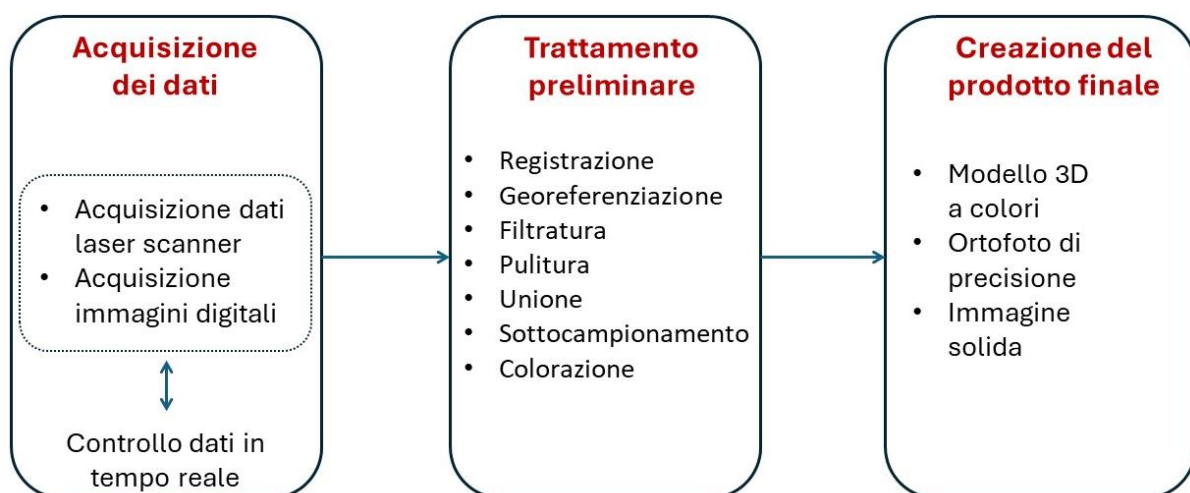 Acquisizione
dei dati
• Acquisizione dati
laser scanner
• Acquisizione
immagini digitali
Controllo dati in
tempo reale
Trattamento
preliminare
• Registrazione
• Georeferenziazione
• Filtratura
• Pulitura
• Unione
• Sottocampionamento
• Colorazione
Creazione del
prodotto finale
• Modello 3D
a colori
• Ortofoto di
precisione
• Immagine
solida